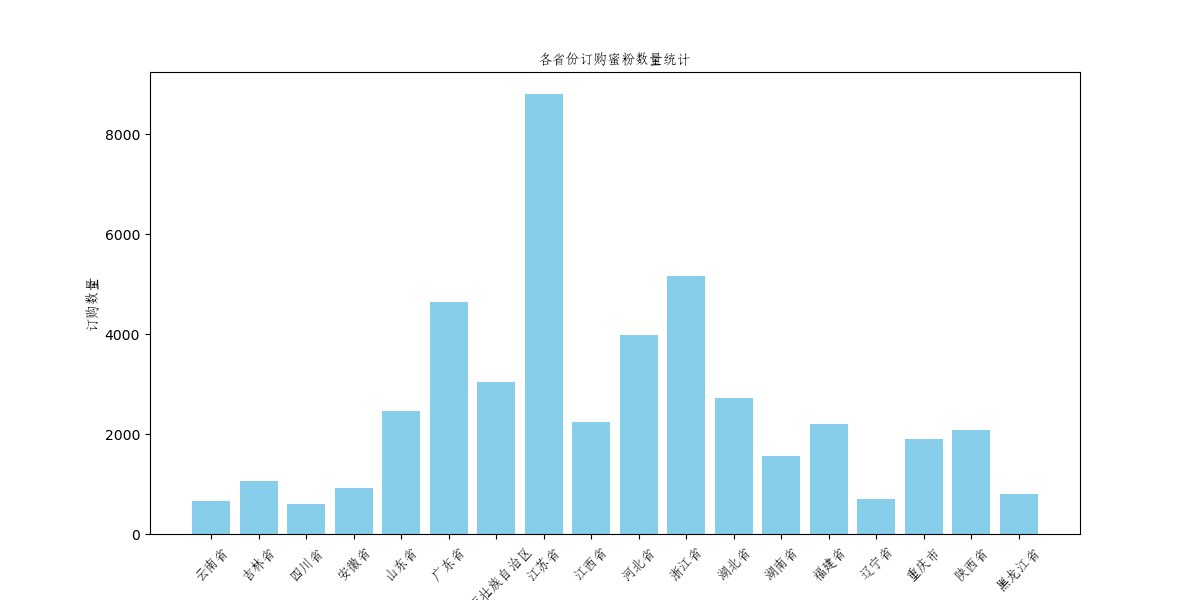 各省份订购蜜粉数量统计
订购数量
8000
6000
4000
2000
0
云南省
吉林省
四川省
安徽省
山东省
广东省
壮族自治区
江苏省
江西省
河北省
浙江省
湖北省
湖南省
福建省
辽宁省
重庆市
陕西省
黑龙江省